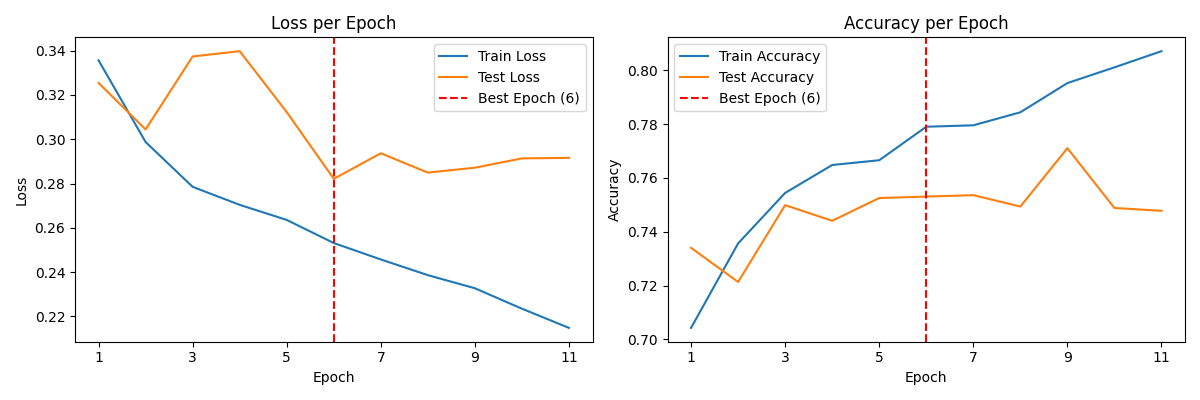 Loss per Epoch
Loss
0.34
0.32
0.30
0.28
0.26
0.24
0.22
Train Loss
Test Loss
Best Epoch (6)
1 3 5 7 9 11
Epoch
Accuracy per Epoch
Accuracy
0.80
0.78
0.76
0.74
0.72
0.70
Train Accuracy
Test Accuracy
Best Epoch (6)
1 3 5 7 9 11
Epoch